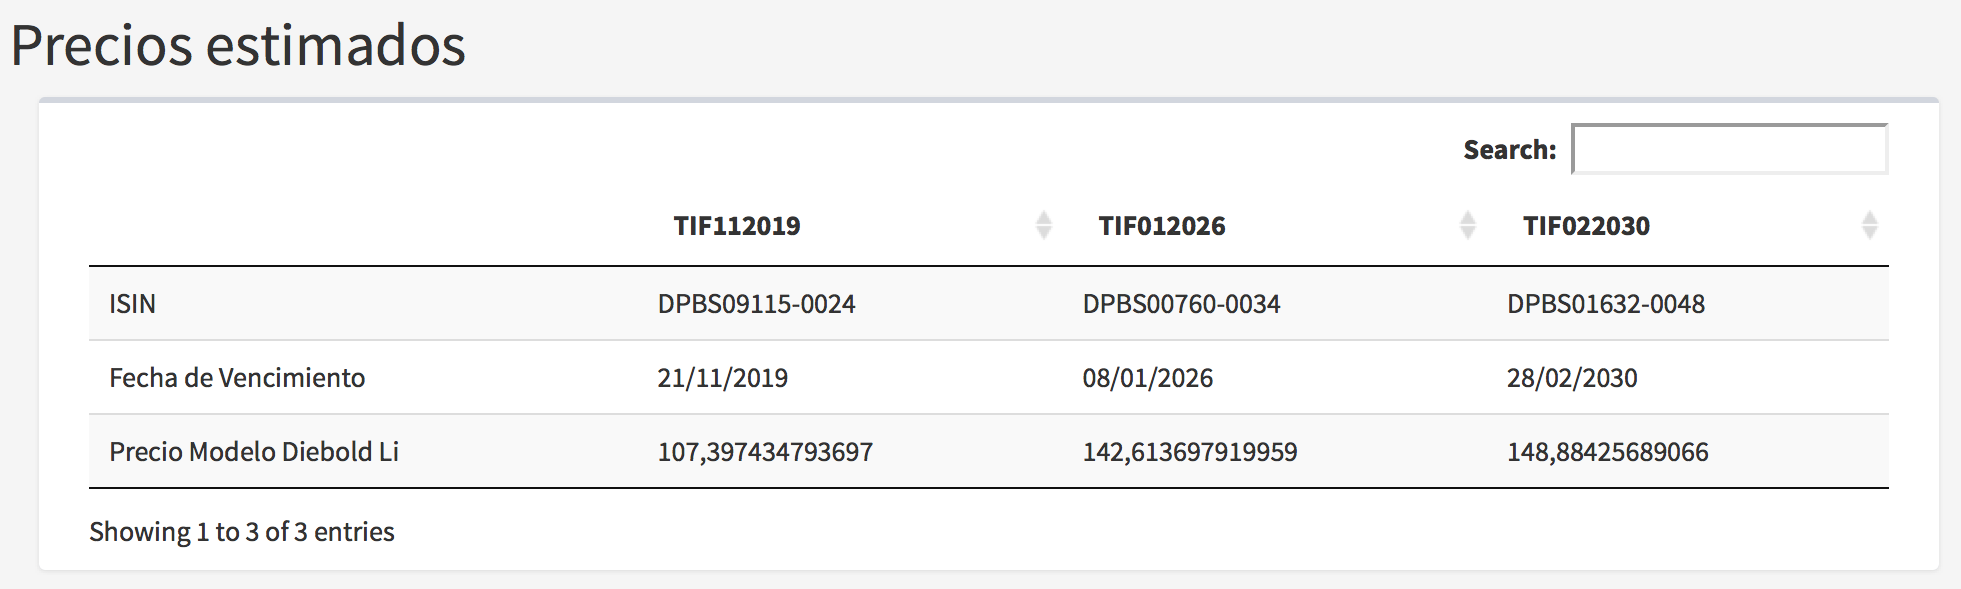 Precios estimados
Search:
TIF112019 TIF012026 TIF022030
ISIN DPBS09115-0024 DPBS00760-0034 DPBS01632-0048
Fecha de Vencimiento 21/11/2019 08/01/2026 28/02/2030
Precio Modelo Diebold Li 107,397434793697 142,613697919959 148,88425689066
Showing 1 to 3 of 3 entries